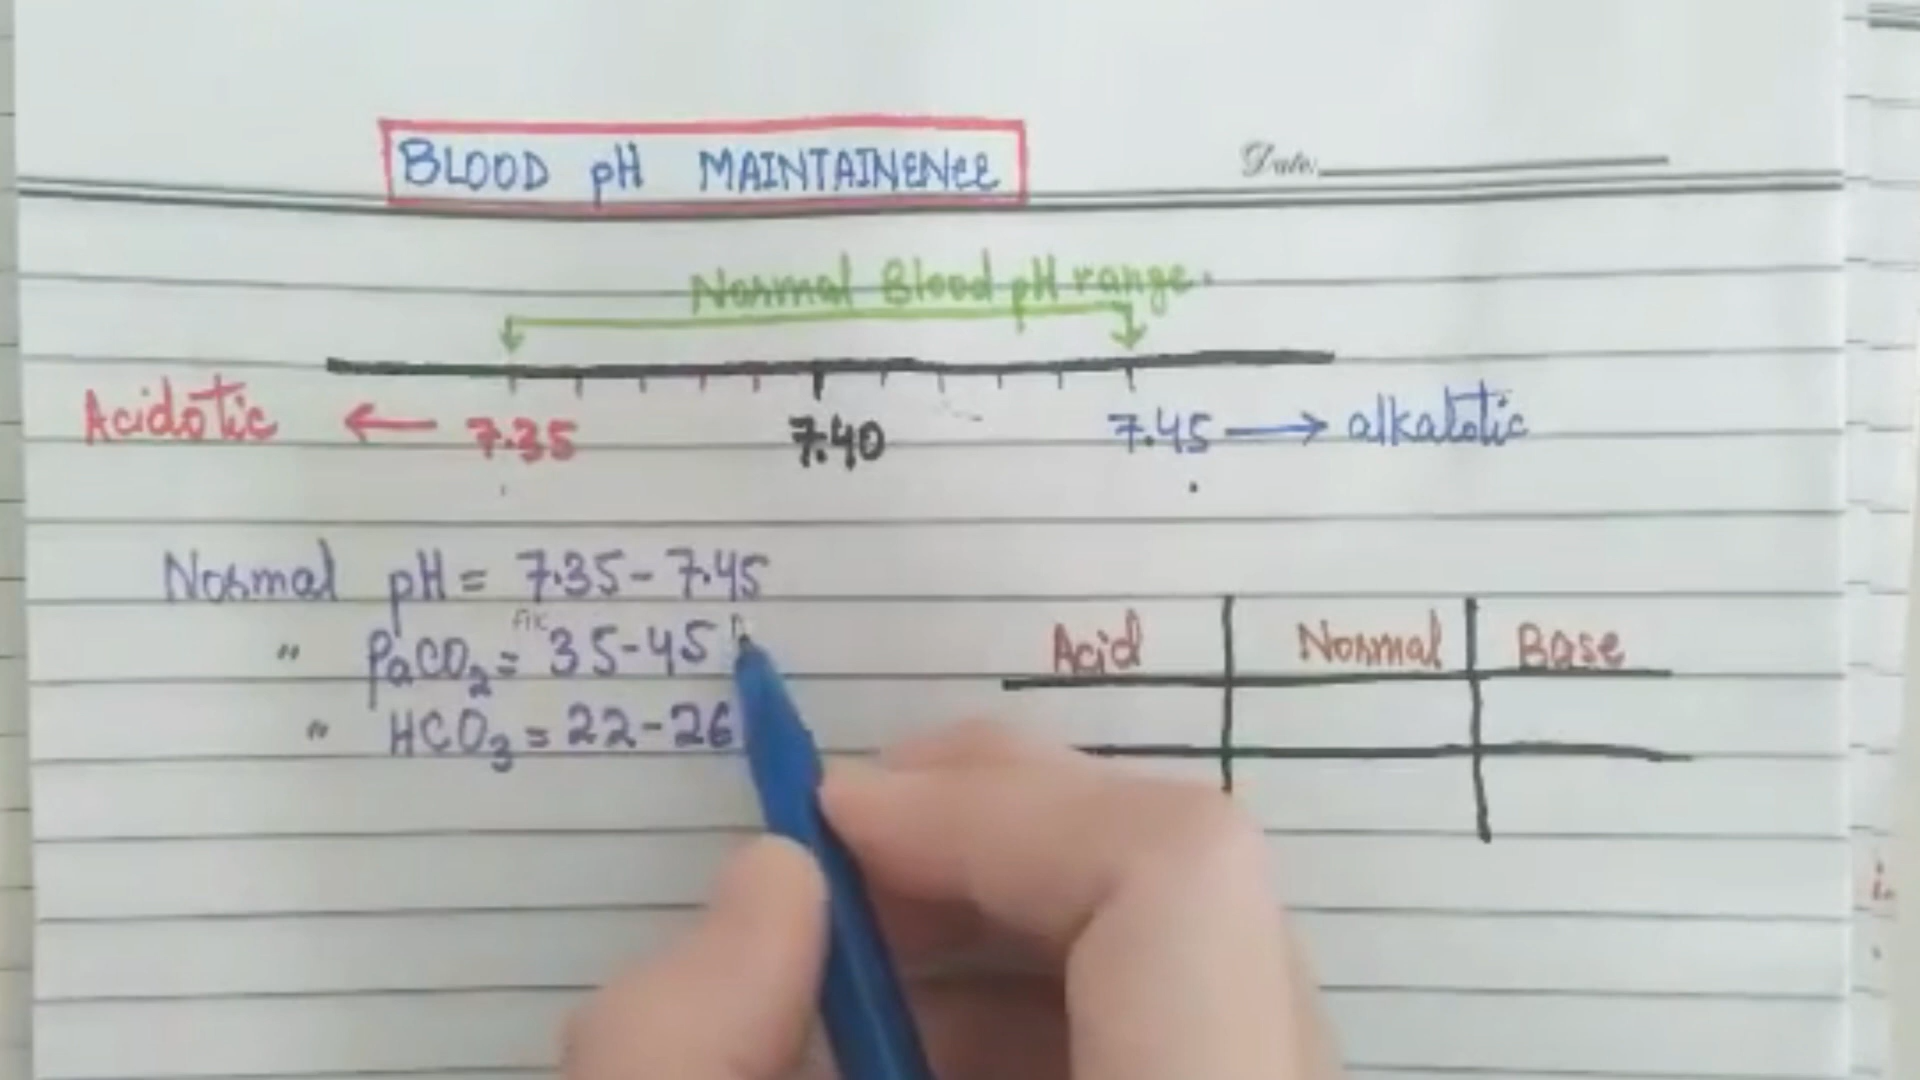 BLOOD pH MAINTAINENCE
Date:
Normal Blood pH range.
Acidotic ← 7.35 7.40 7.45 → alkalotic
Normal pH = 7.35-7.45
" PaCO2 = 35-45
" HCO3 = 22-26
Acid Normal Base